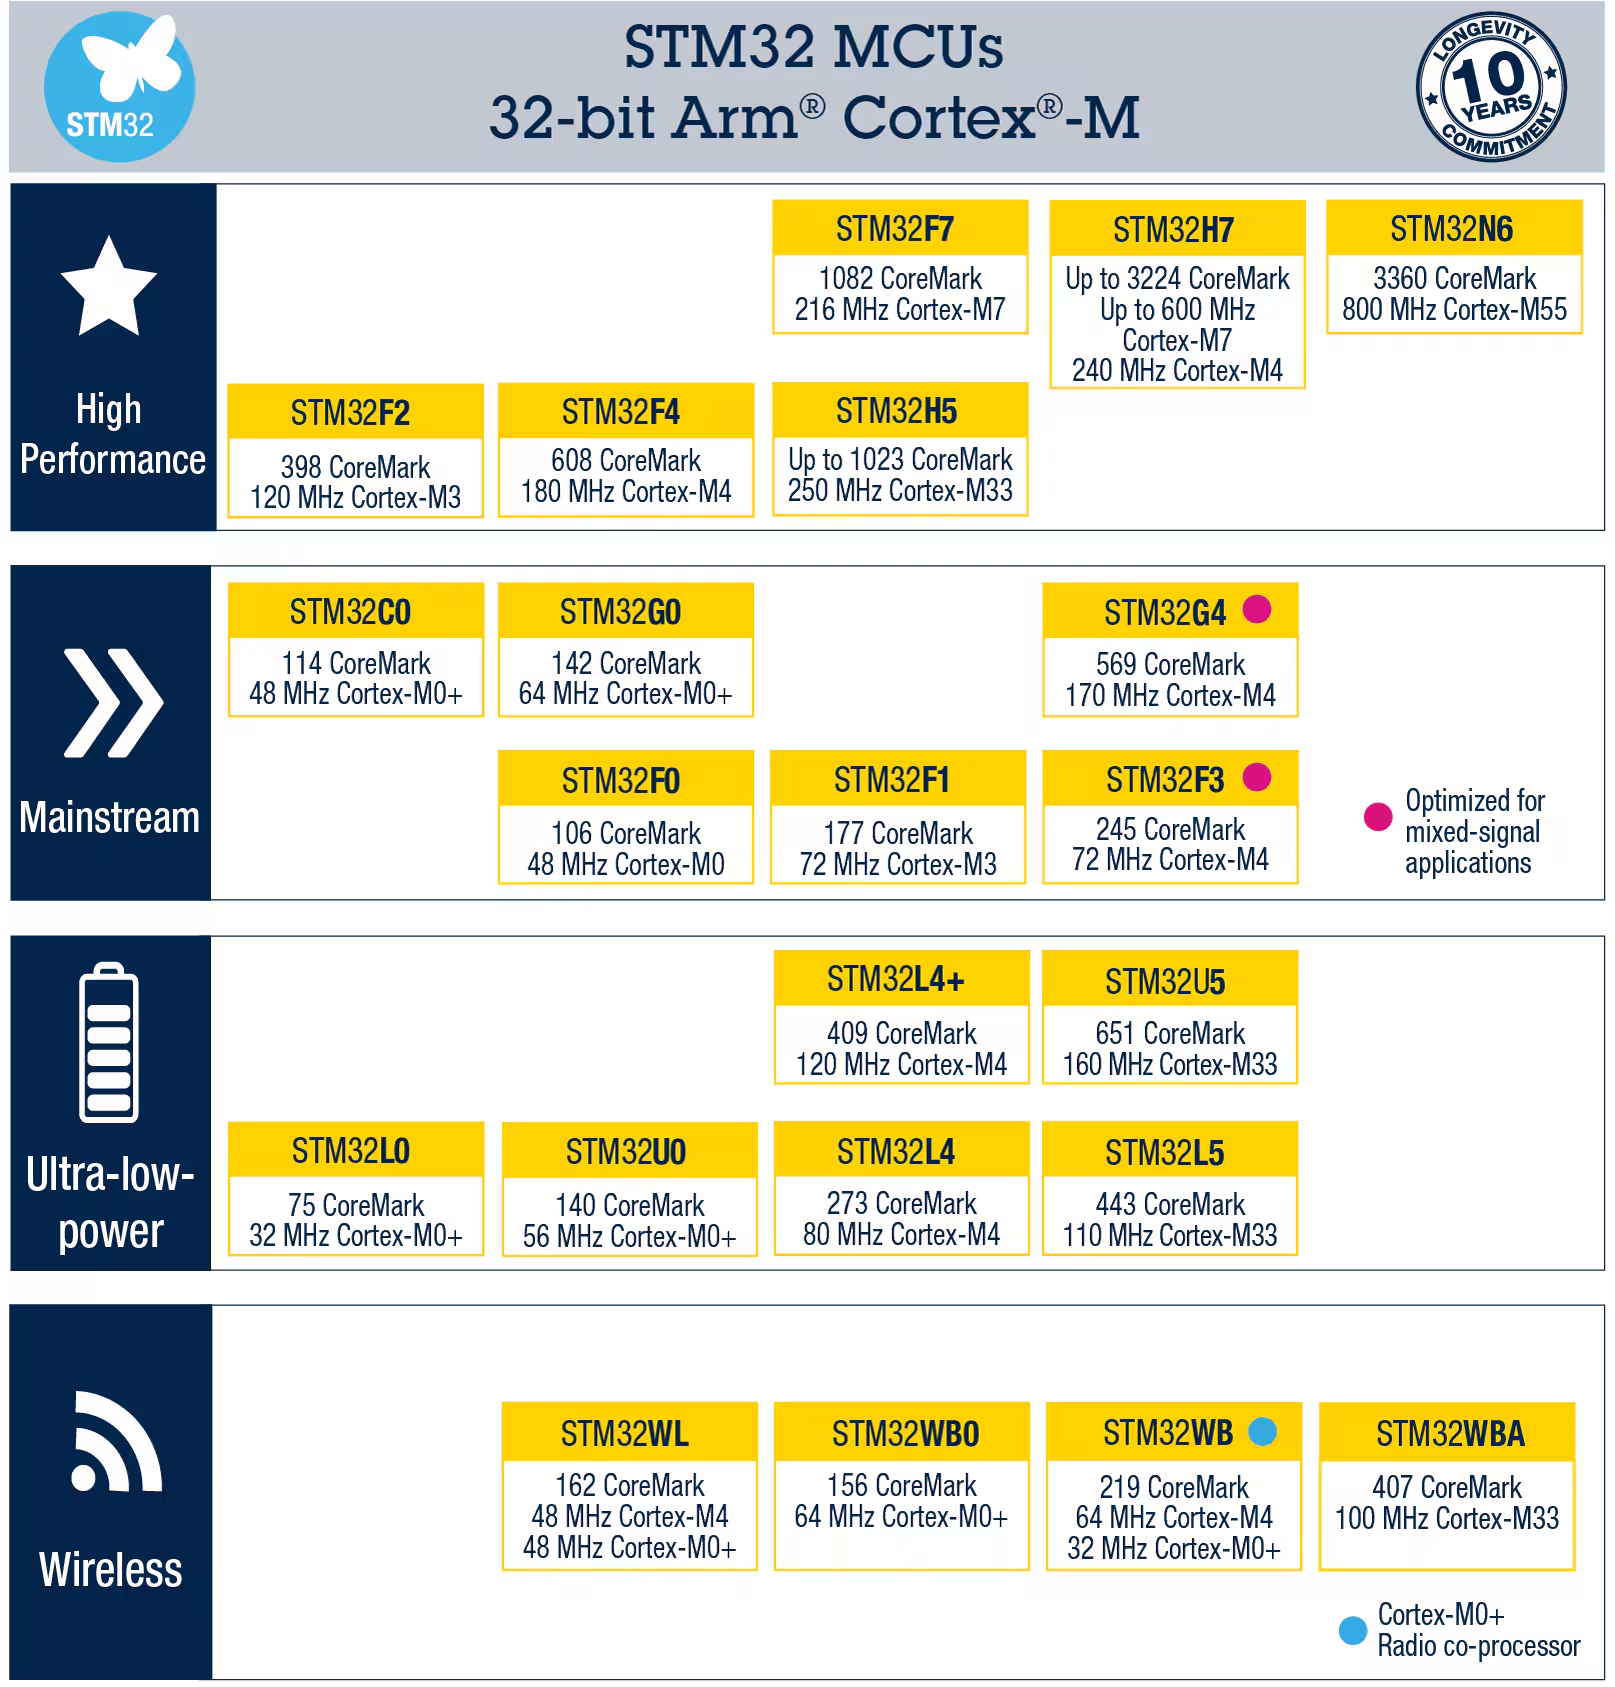 STM32
STM32 MCUs
32-bit Arm® Cortex®-M
LONGEVITY
10
YEARS
COMMITMENT
High
Performance
STM32F7
1082 CoreMark
216 MHz Cortex-M7
STM32H7
Up to 3224 CoreMark
Up to 600 MHz
Cortex-M7
240 MHz Cortex-M4
STM32N6
3360 CoreMark
800 MHz Cortex-M55
STM32F2
398 CoreMark
120 MHz Cortex-M3
STM32F4
608 CoreMark
180 MHz Cortex-M4
STM32H5
Up to 1023 CoreMark
250 MHz Cortex-M33
Mainstream
STM32C0
114 CoreMark
48 MHz Cortex-M0+
STM32G0
142 CoreMark
64 MHz Cortex-M0+
STM32G4
569 CoreMark
170 MHz Cortex-M4
STM32F0
106 CoreMark
48 MHz Cortex-M0
STM32F1
177 CoreMark
72 MHz Cortex-M3
STM32F3
245 CoreMark
72 MHz Cortex-M4
Optimized for
mixed-signal
applications
Ultra-low-
power
STM32L4+
409 CoreMark
120 MHz Cortex-M4
STM32U5
651 CoreMark
160 MHz Cortex-M33
STM32L0
75 CoreMark
32 MHz Cortex-M0+
STM32U0
140 CoreMark
56 MHz Cortex-M0+
STM32L4
273 CoreMark
80 MHz Cortex-M4
STM32L5
443 CoreMark
110 MHz Cortex-M33
Wireless
STM32WL
162 CoreMark
48 MHz Cortex-M4
48 MHz Cortex-M0+
STM32WB0
156 CoreMark
64 MHz Cortex-M0+
STM32WB
219 CoreMark
64 MHz Cortex-M4
32 MHz Cortex-M0+
STM32WBA
407 CoreMark
100 MHz Cortex-M33
Cortex-M0+
Radio co-processor